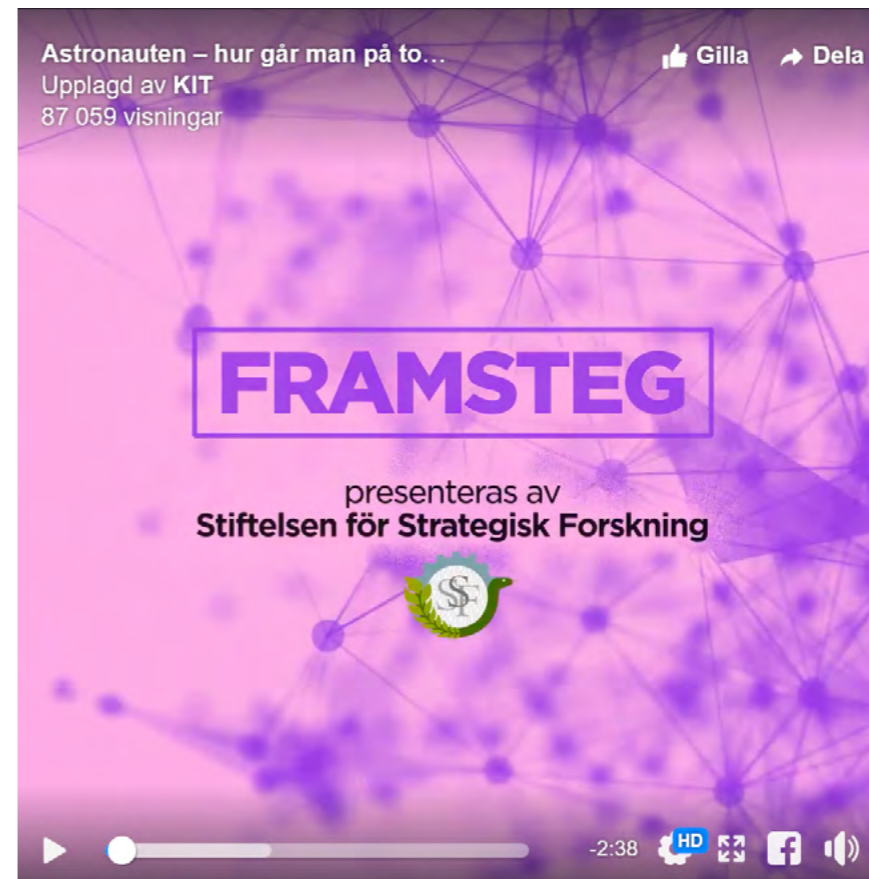 Astronauten – hur går man på to...
Gilla
Dela
Upplagd av KIT
87 059 visningar
FRAMSTEG
presenteras av
Stiftelsen för Strategisk Forskning
SSF
-2:38
HD